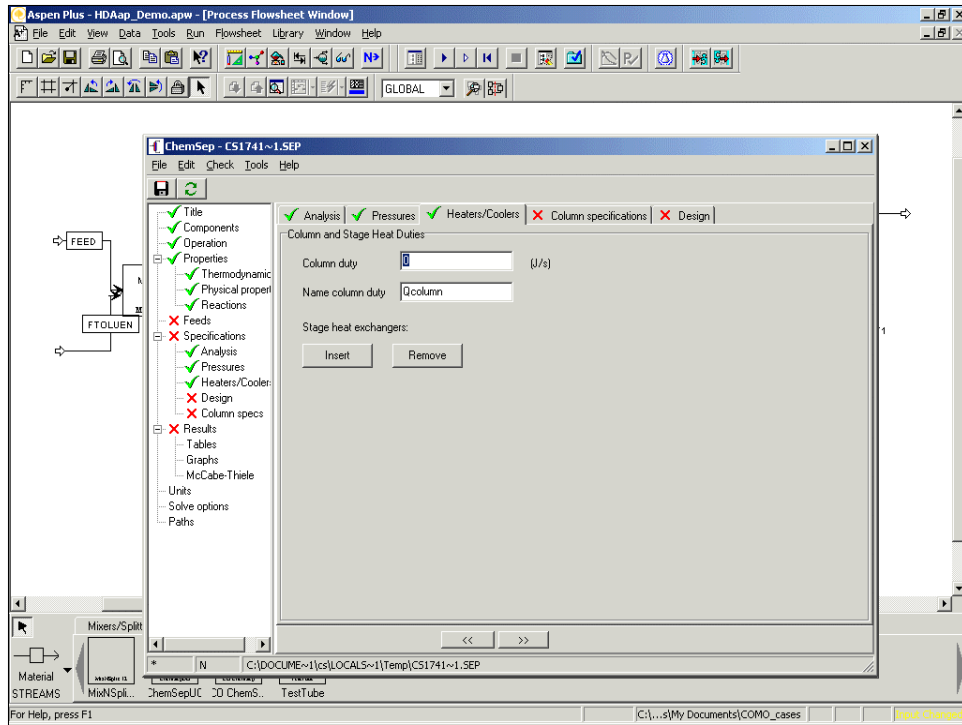 Aspen Plus - HDAap_Demo.apw - [Process Flowsheet Window]
File Edit View Data Tools Run Flowsheet Library Window Help
N>
GLOBAL
ChemSep - CS1741~1.SEP
File Edit Check Tools Help
Title
Components
Operation
Properties
Thermodynamic
Physical propert
Reactions
Feeds
Specifications
Analysis
Pressures
Heaters/Cooler
Design
Column specs
Results
Tables
Graphs
McCabe-Thiele
Units
Solve options
Paths
Analysis Pressures Heaters/Coolers Column specifications Design
Column and Stage Heat Duties
Column duty 0 (J/s)
Name column duty Qcolumn
Stage heat exchangers:
Insert Remove
<< >>
* N C:\DOCUME~1\cs\LOCALS~1\Temp\CS1741~1.SEP
FEED
FTOLUEN
Mixers/Splitt
Material
STREAMS
MixNSpli... ChemSepUC CO ChemS.. TestTube
For Help, press F1
C:\...s\My Documents\COMO_cases
Input Changed